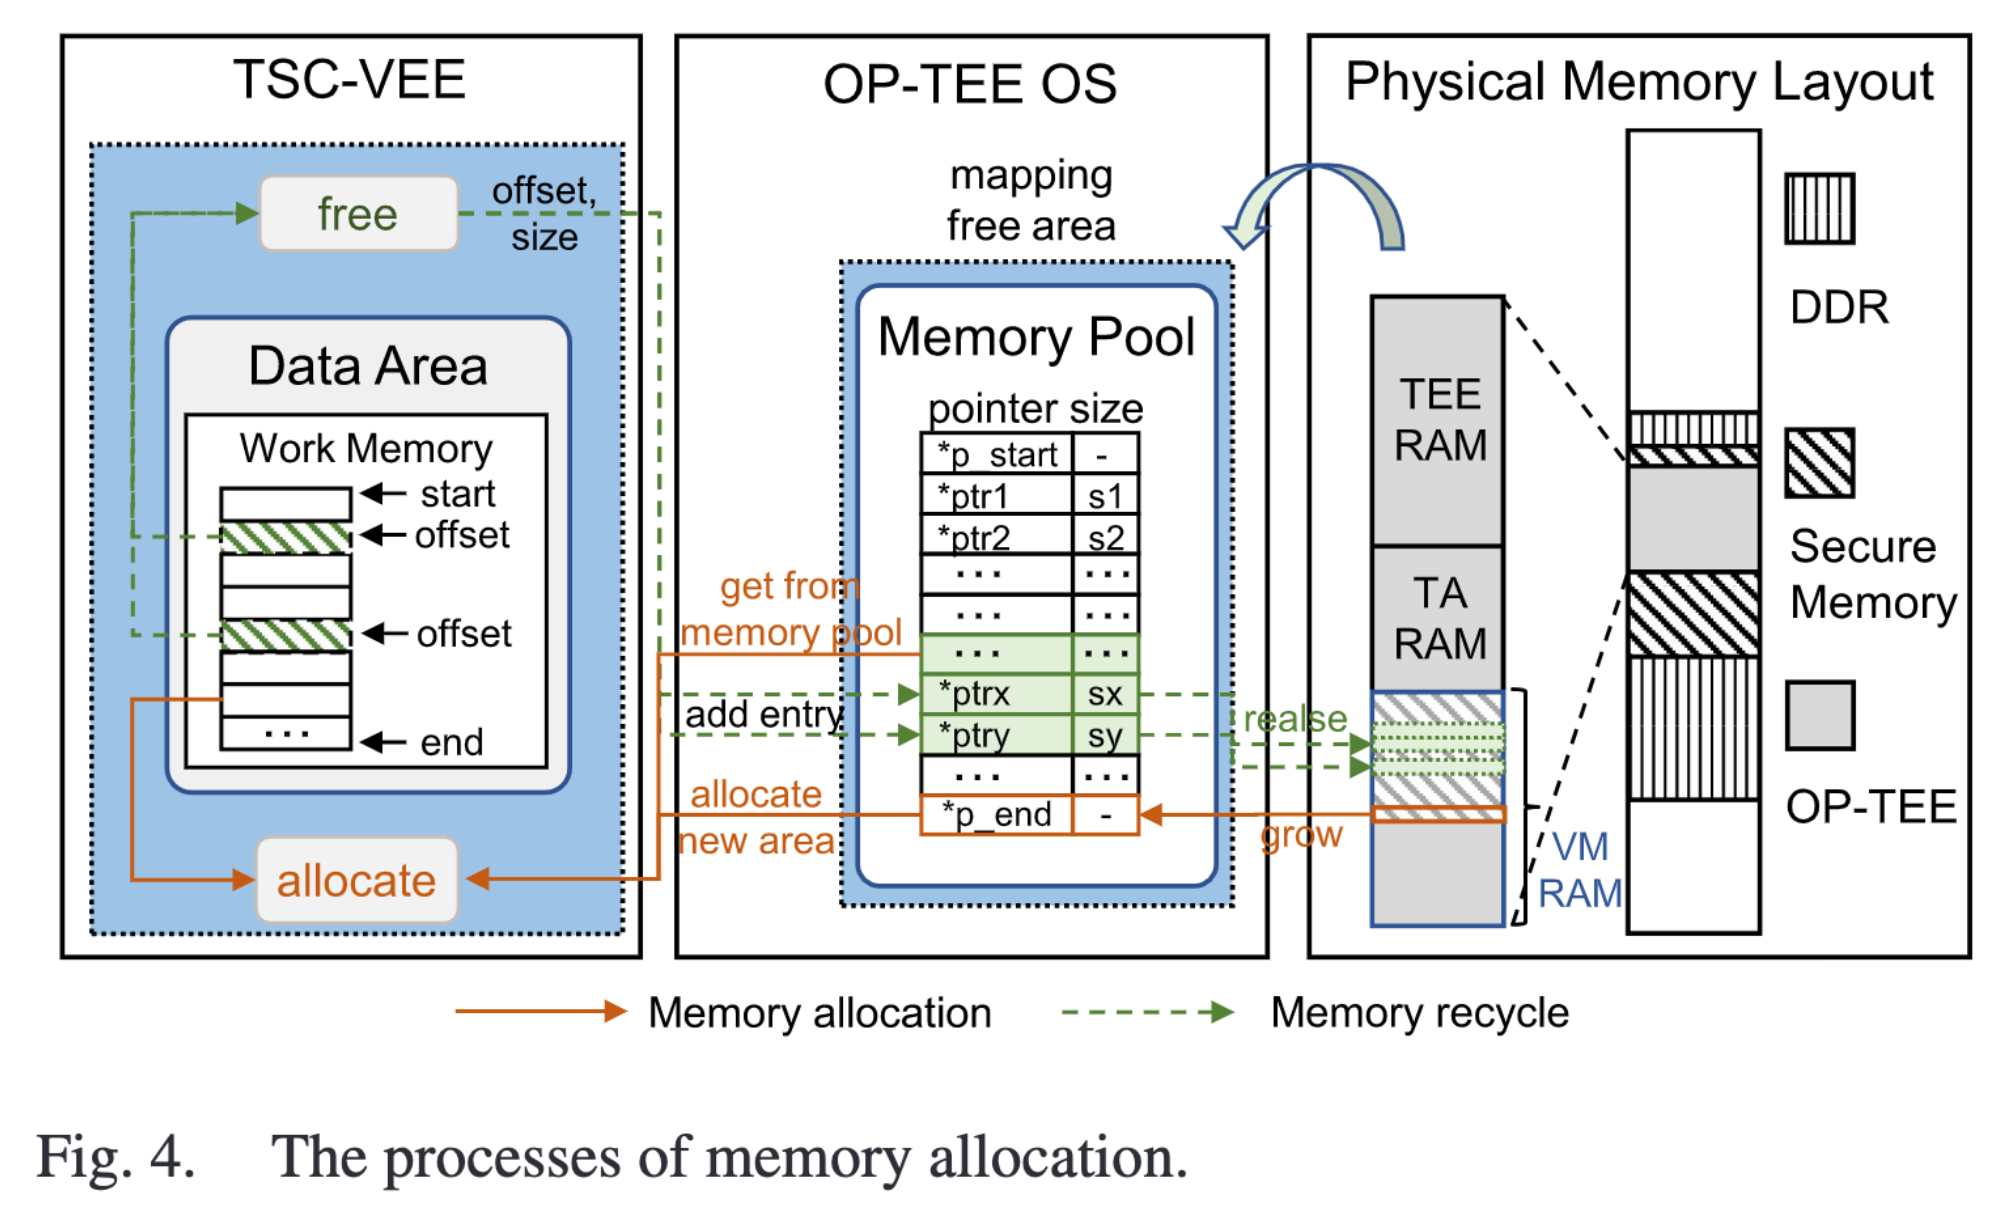 TSC-VEE
free
offset,
size
Data Area
Work Memory
start
offset
offset
...
end
allocate
OP-TEE OS
mapping
free area
Memory Pool
pointer size
*p_start -
*ptr1 s1
*ptr2 s2
... ...
... ...
... ...
*ptrx sx
*ptry sy
... ...
*p_end -
get from
memory pool
add entry
allocate
new area
realse
grow
Physical Memory Layout
TEE
RAM
TA
RAM
VM
RAM
DDR
Secure
Memory
OP-TEE
Memory allocation
Memory recycle
Fig. 4. The processes of memory allocation.